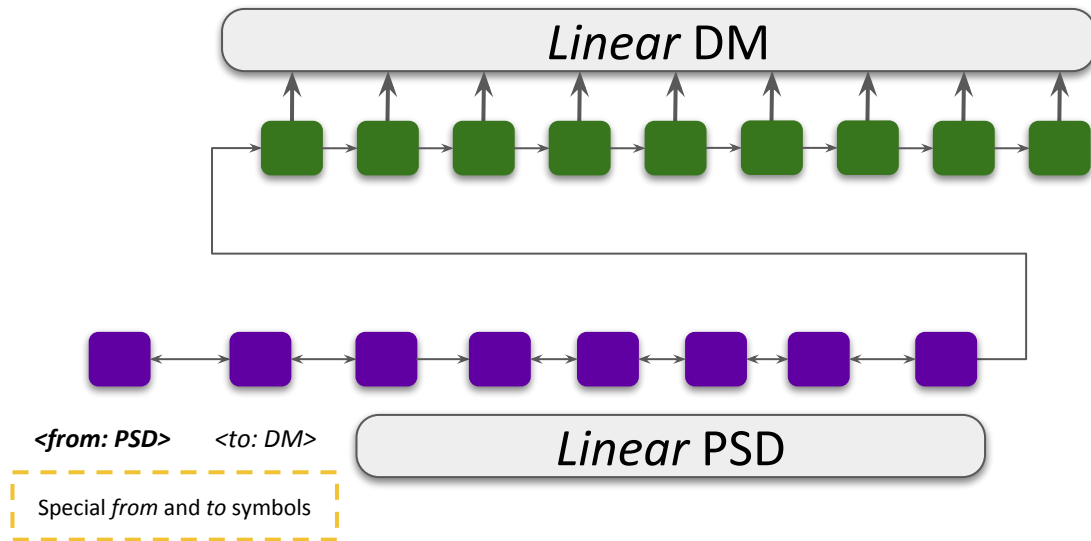 Linear DM
<from: PSD> <to: DM>
Linear PSD
Special from and to symbols